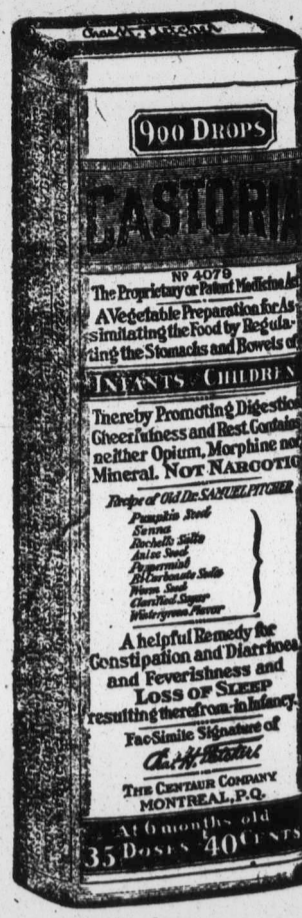 Chas. H. Fletcher
900 DROPS
CASTORIA
Nº 4079
The Proprietary or Patent Medicine Act
A Vegetable Preparation for As-
similating the Food by Regula-
ting the Stomachs and Bowels of
INFANTS CHILDREN
Thereby Promoting Digestion
Cheerfulness and Rest Contains
neither Opium, Morphine nor
Mineral. NOT NARCOTIC
Recipe of Old Dr. SAMUEL PITCHER
Pumpkin Seed
Senna
Rochelle Salts
Anise Seed
Peppermint
Bi Carbonate Soda
Worm Seed
Clarified Sugar
Wintergreen Flavor
A helpful Remedy for
Constipation and Diarrhoea
and Feverishness and
LOSS OF SLEEP
resulting therefrom in Infancy.
Fac-Simile Signature of
Chas. H. Fletcher.
THE CENTAUR COMPANY
MONTREAL, P.Q.
At 6 months old
35 DOSES 40 CENTS